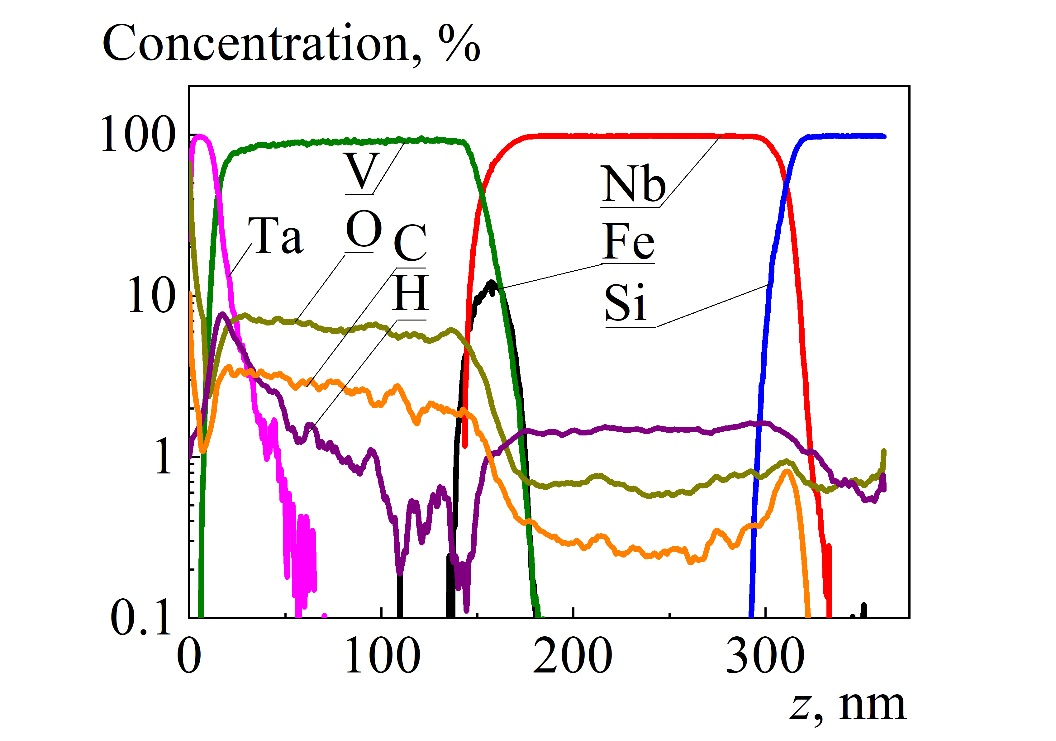 Concentration, %
100
V
Nb
Ta
O
C
Fe
H
Si
10
1
0.1
0
100
200
300
z, nm